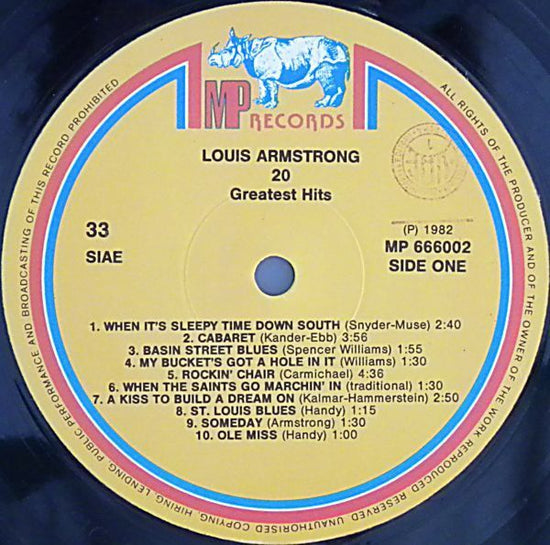 MP RECORDS
LOUIS ARMSTRONG
20
Greatest Hits
33
SIAE
(P) 1982
MP 666002
SIDE ONE
1. WHEN IT'S SLEEPY TIME DOWN SOUTH (Snyder-Muse) 2:40
2. CABARET (Kander-Ebb) 3:56
3. BASIN STREET BLUES (Spencer Williams) 1:55
4. MY BUCKET'S GOT A HOLE IN IT (Williams) 1:30
5. ROCKIN' CHAIR (Carmichael) 4:36
6. WHEN THE SAINTS GO MARCHIN' IN (traditional) 1:30
7. A KISS TO BUILD A DREAM ON (Kalmar-Hammerstein) 2:50
8. ST. LOUIS BLUES (Handy) 1:15
9. SOMEDAY (Armstrong) 1:30
10. OLE MISS (Handy) 1:00
ALL RIGHTS OF THE PRODUCER AND OF THE OWNER OF THE WORK REPRODUCED RESERVED. UNAUTHORISED COPYING, HIRING, LENDING, PUBLIC PERFORMANCE AND BROADCASTING OF THIS RECORD PROHIBITED